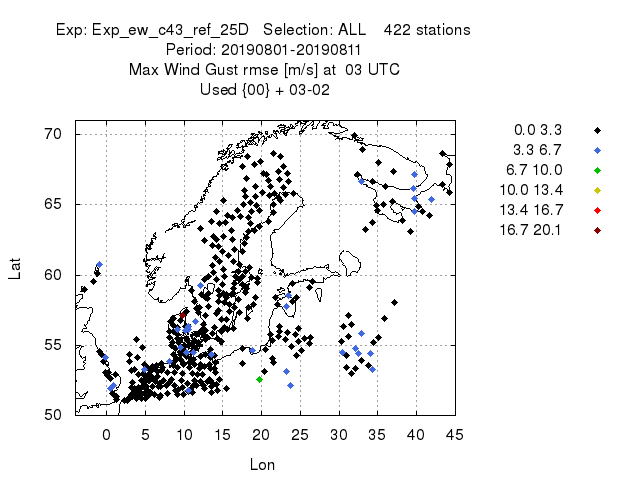 Exp: Exp_ew_c43_ref_25D Selection: ALL 422 stations
Period: 20190801-20190811
Max Wind Gust rmse [m/s] at 03 UTC
Used {00} + 03-02
70
65
60
55
50
Lat
0 5 10 15 20 25 30 35 40 45
Lon
0.0 3.3
3.3 6.7
6.7 10.0
10.0 13.4
13.4 16.7
16.7 20.1